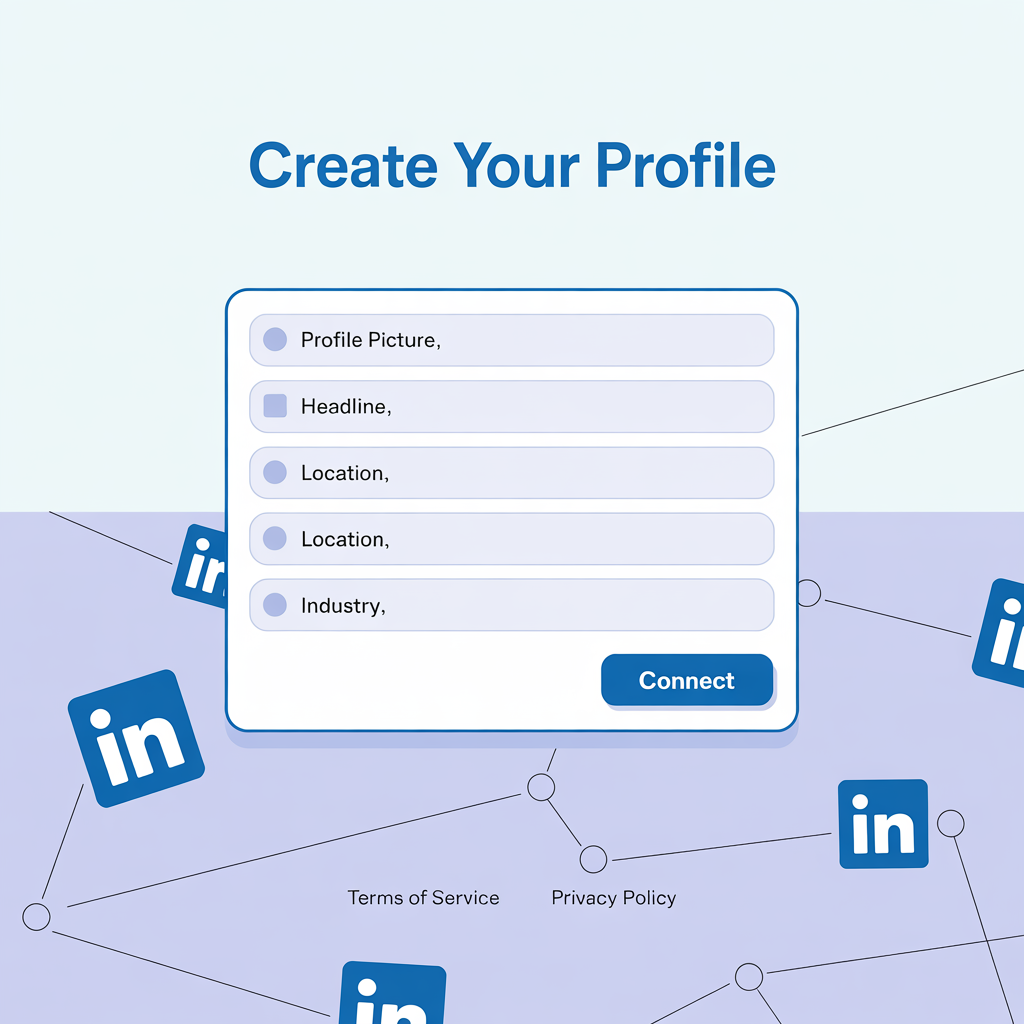 Create Your Profile
Profile Picture,
Headline,
Location,
Location,
Industry,
Connect
in
in
in
in
in
Terms of Service Privacy Policy